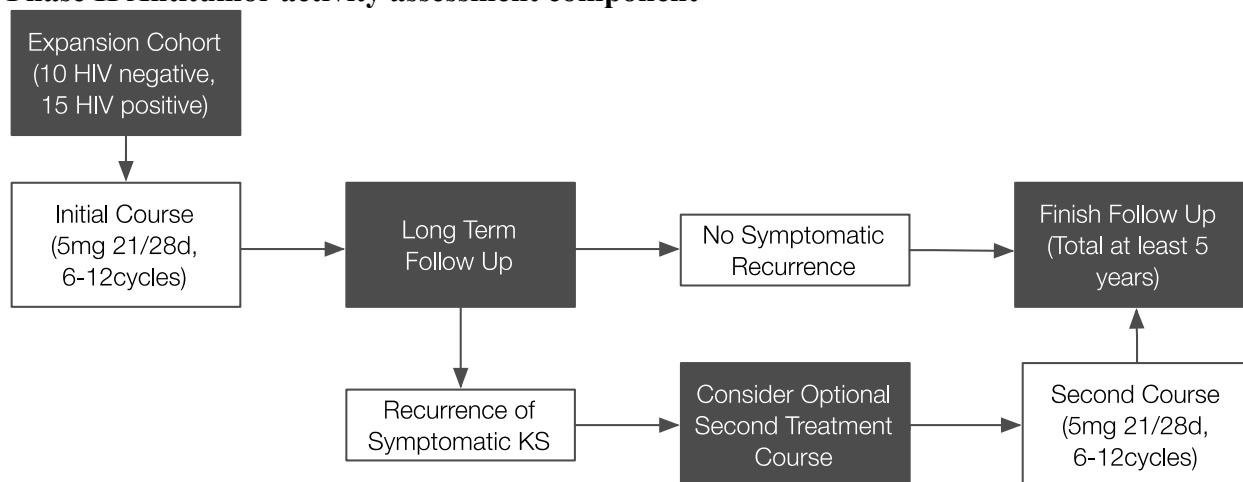 Phase II Antitumor activity assessment component
Expansion Cohort
(10 HIV negative,
15 HIV positive)
Initial Course
(5mg 21/28d,
6-12cycles)
Long Term
Follow Up
No Symptomatic
Recurrence
Finish Follow Up
(Total at least 5
years)
Recurrence of
Symptomatic KS
Consider Optional
Second Treatment
Course
Second Course
(5mg 21/28d,
6-12cycles)